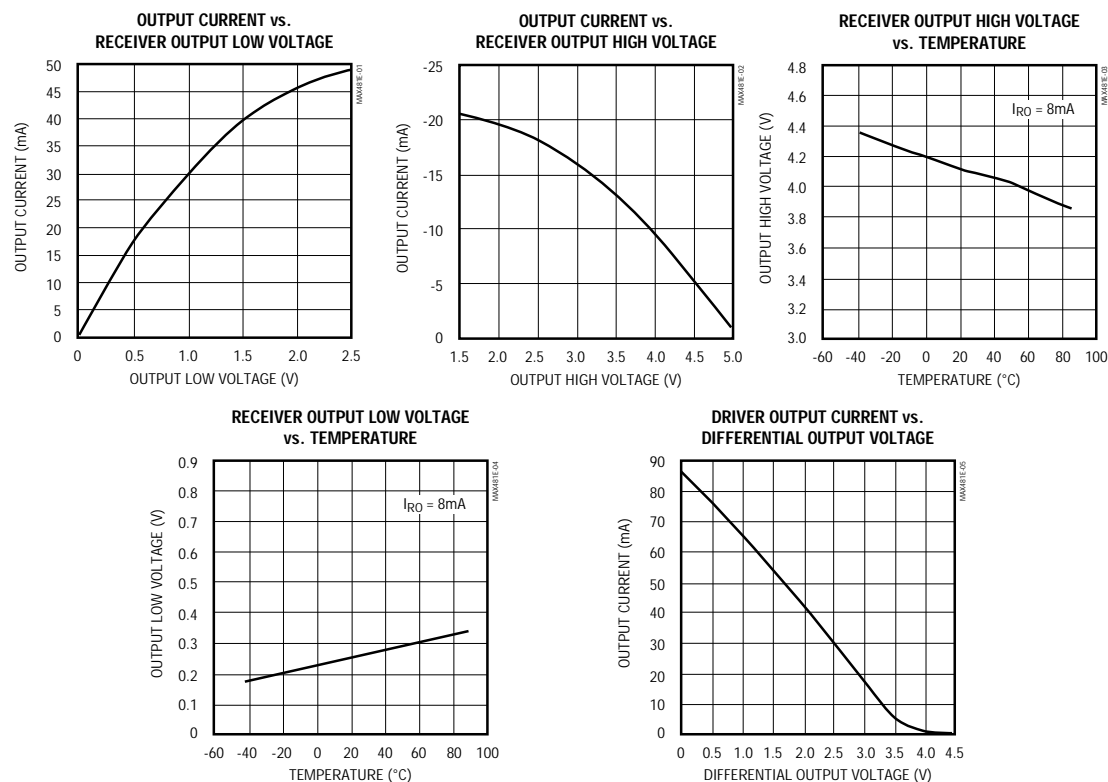 OUTPUT CURRENT vs.
RECEIVER OUTPUT LOW VOLTAGE
50
45
40
35
30
25
20
15
10
5
0
OUTPUT CURRENT (mA)
0 0.5 1.0 1.5 2.0 2.5
OUTPUT LOW VOLTAGE (V)
MAX481E-01
OUTPUT CURRENT vs.
RECEIVER OUTPUT HIGH VOLTAGE
-25
-20
-15
-10
-5
0
OUTPUT CURRENT (mA)
1.5 2.0 2.5 3.0 3.5 4.0 4.5 5.0
OUTPUT HIGH VOLTAGE (V)
MAX481E-02
RECEIVER OUTPUT HIGH VOLTAGE
vs. TEMPERATURE
4.8
4.6
4.4
4.2
4.0
3.8
3.6
3.4
3.2
3.0
OUTPUT HIGH VOLTAGE (V)
IRO = 8mA
-60 -40 -20 0 20 40 60 80 100
TEMPERATURE (°C)
MAX481E-03
RECEIVER OUTPUT LOW VOLTAGE
vs. TEMPERATURE
0.9
0.8
0.7
0.6
0.5
0.4
0.3
0.2
0.1
0
OUTPUT LOW VOLTAGE (V)
IRO = 8mA
-60 -40 -20 0 20 40 60 80 100
TEMPERATURE (°C)
MAX481E-04
DRIVER OUTPUT CURRENT vs.
DIFFERENTIAL OUTPUT VOLTAGE
90
80
70
60
50
40
30
20
10
0
OUTPUT CURRENT (mA)
0 0.5 1.0 1.5 2.0 2.5 3.0 3.5 4.0 4.5
DIFFERENTIAL OUTPUT VOLTAGE (V)
MAX481E-05